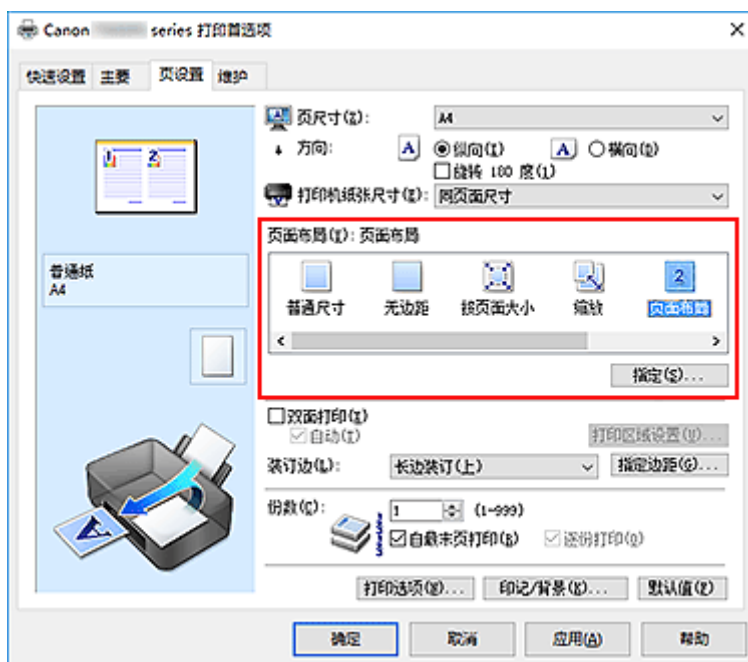 Canon series 打印首选项
快速设置 主要 页设置 维护
1 2
普通纸
A4
页尺寸(Z): A4
方向: A 纵向(T) A 横向(D)
旋转 180 度(1)
打印机纸张尺寸(E): 同页面尺寸
页面布局(I): 页面布局
2
普通尺寸 无边距 按页面大小 缩放 页面布局
指定(S)...
双面打印(X)
自动(I) 打印区域设置(U)...
装订边(L): 长边装订(上) 指定边距(G)...
份数(C): 1 (1-999)
自最末页打印(B) 逐份打印(O)
打印选项(N)... 印记/背景(K)... 默认值(F)
确定 取消 应用(A) 帮助